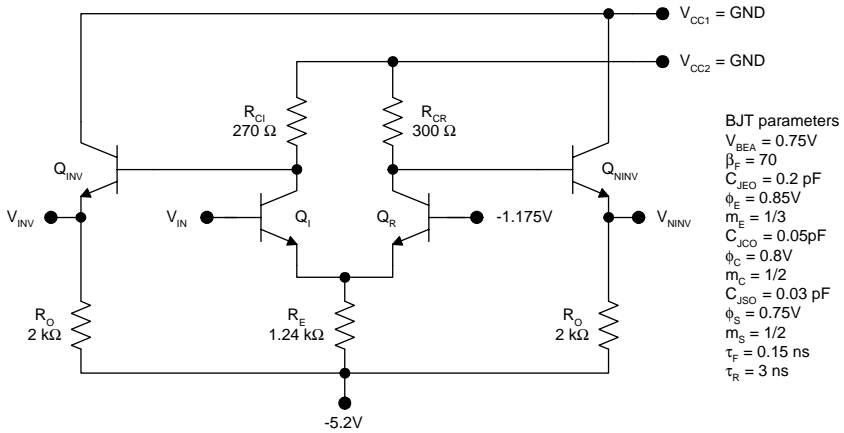 V_CC1 = GND
V_CC2 = GND
R_CI
270 Ω
R_CR
300 Ω
Q_INV
Q_NINV
V_INV
V_IN
Q_I
Q_R
-1.175V
V_NINV
R_O
2 kΩ
R_E
1.24 kΩ
R_O
2 kΩ
-5.2V
BJT parameters
V_BEA = 0.75V
β_F = 70
C_JEO = 0.2 pF
ϕ_E = 0.85V
m_E = 1/3
C_JCO = 0.05pF
ϕ_C = 0.8V
m_C = 1/2
C_JSO = 0.03 pF
ϕ_S = 0.75V
m_S = 1/2
τ_F = 0.15 ns
τ_R = 3 ns